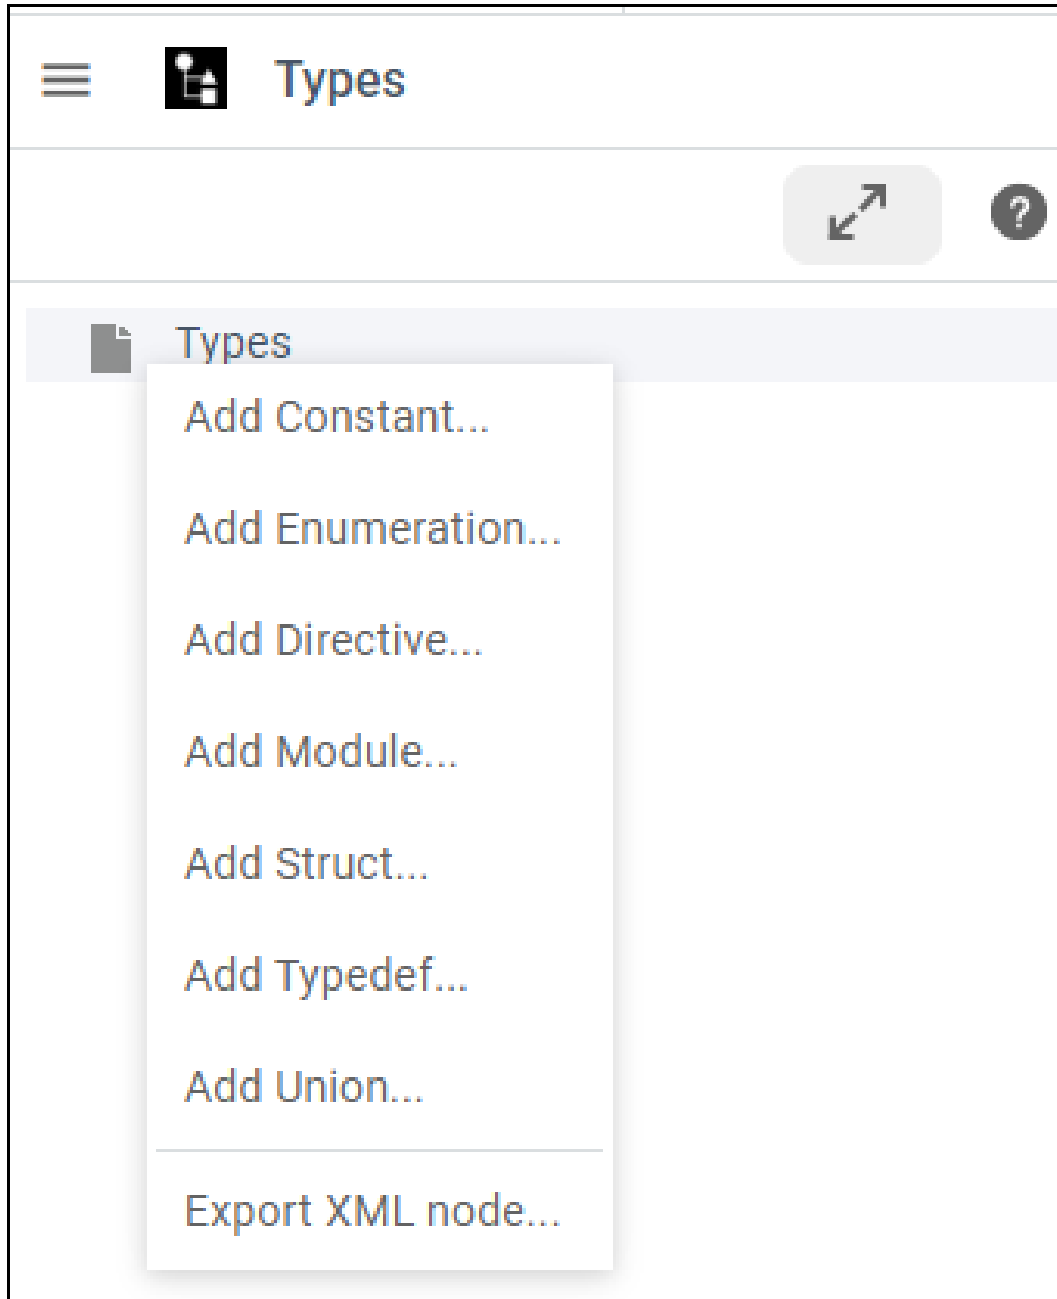 Types
?
Types
Add Constant...
Add Enumeration...
Add Directive...
Add Module...
Add Struct...
Add Typedef...
Add Union...
Export XML node...